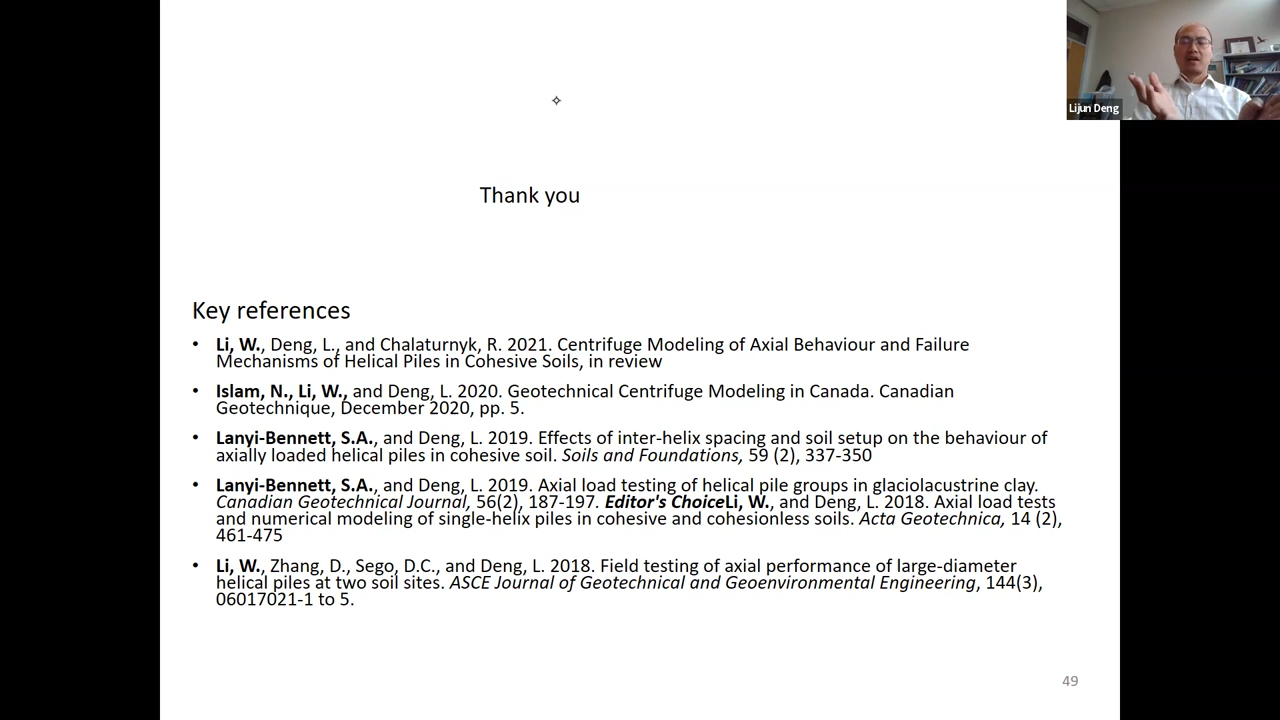 Lijun Deng
Thank you
Key references
• Li, W., Deng, L., and Chalaturnyk, R. 2021. Centrifuge Modeling of Axial Behaviour and Failure
Mechanisms of Helical Piles in Cohesive Soils, in review
• Islam, N., Li, W., and Deng, L. 2020. Geotechnical Centrifuge Modeling in Canada. Canadian
Geotechnique, December 2020, pp. 5.
• Lanyi-Bennett, S.A., and Deng, L. 2019. Effects of inter-helix spacing and soil setup on the behaviour of
axially loaded helical piles in cohesive soil. Soils and Foundations, 59 (2), 337-350
• Lanyi-Bennett, S.A., and Deng, L. 2019. Axial load testing of helical pile groups in glaciolacustrine clay.
Canadian Geotechnical Journal, 56(2), 187-197. Editor's ChoiceLi, W., and Deng, L. 2018. Axial load tests
and numerical modeling of single-helix piles in cohesive and cohesionless soils. Acta Geotechnica, 14 (2),
461-475
• Li, W., Zhang, D., Sego, D.C., and Deng, L. 2018. Field testing of axial performance of large-diameter
helical piles at two soil sites. ASCE Journal of Geotechnical and Geoenvironmental Engineering, 144(3),
06017021-1 to 5.
49